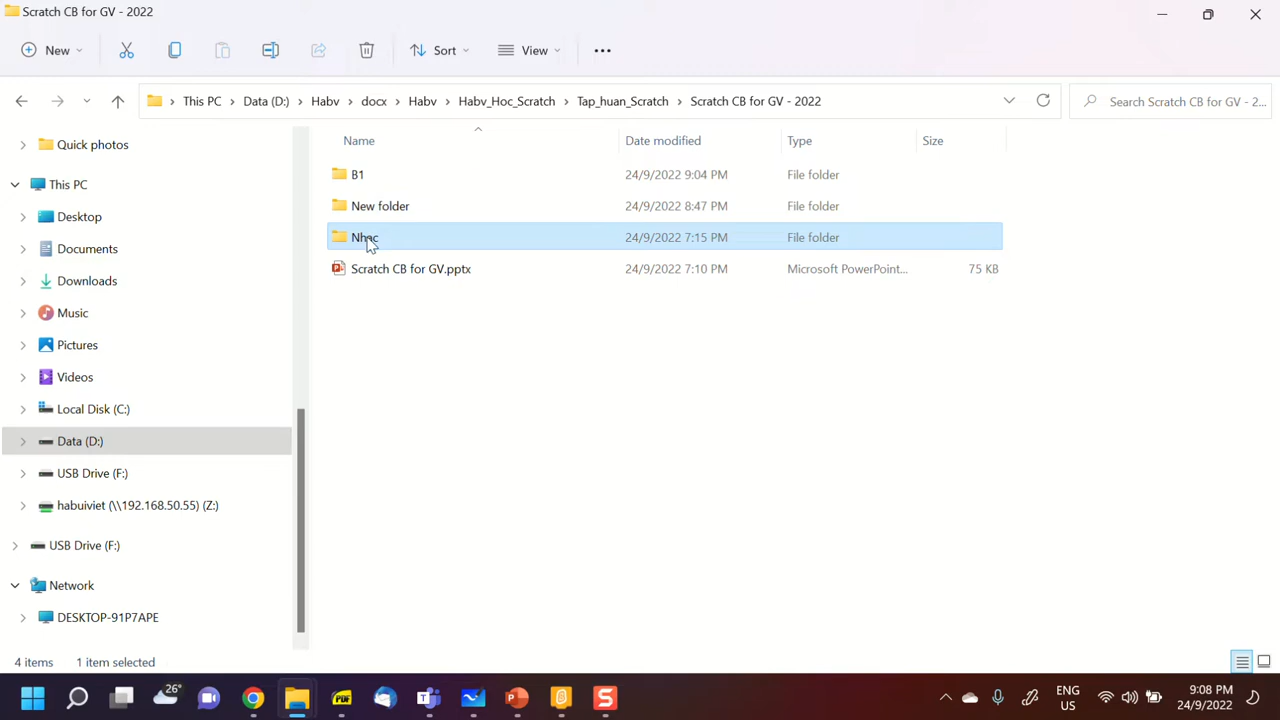 Scratch CB for GV - 2022
New
Sort
View
This PC > Data (D:) > Habv > docx > Habv > Habv_Hoc_Scratch > Tap_huan_Scratch > Scratch CB for GV - 2022
Search Scratch CB for GV - 2...
Name Date modified Type Size
Quick photos
This PC
Desktop
Documents
Downloads
Music
Pictures
Videos
Local Disk (C:)
Data (D:)
USB Drive (F:)
habuiviet (\\192.168.50.55) (Z:)
USB Drive (F:)
Network
DESKTOP-91P7APE
B1 24/9/2022 9:04 PM File folder
New folder 24/9/2022 8:47 PM File folder
Nhac 24/9/2022 7:15 PM File folder
Scratch CB for GV.pptx 24/9/2022 7:10 PM Microsoft PowerPoint... 75 KB
4 items 1 item selected
26°
PDF
ENG
US
9:08 PM
24/9/2022